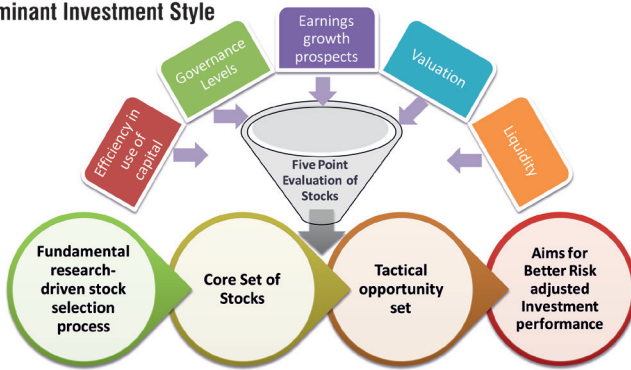 minant Investment Style
Earnings
growth
prospects
Governance
Levels
Valuation
Efficiency in
use of
capital
Liquidity
Five Point
Evaluation of
Stocks
Fundamental
research-
driven stock
selection
process
Core Set of
Stocks
Tactical
opportunity
set
Aims for
Better Risk
adjusted
Investment
performance